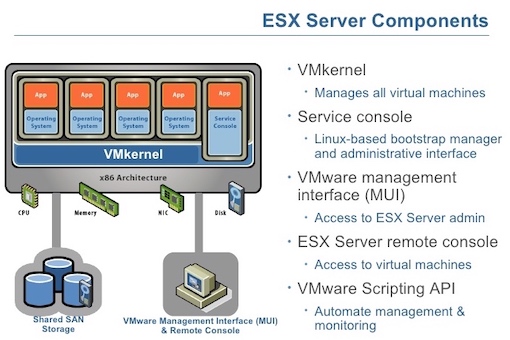 ESX Server Components
App App App App App
Operating System Operating System Operating System Operating System Service Console
VMkernel
x86 Architecture
CPU Memory NIC Disk
Shared SAN
Storage
VMware Management Interface (MUI)
& Remote Console
· VMkernel
· Manages all virtual machines
· Service console
· Linux-based bootstrap manager
and administrative interface
· VMware management
interface (MUI)
· Access to ESX Server admin
· ESX Server remote console
· Access to virtual machines
· VMware Scripting API
· Automate management &
monitoring